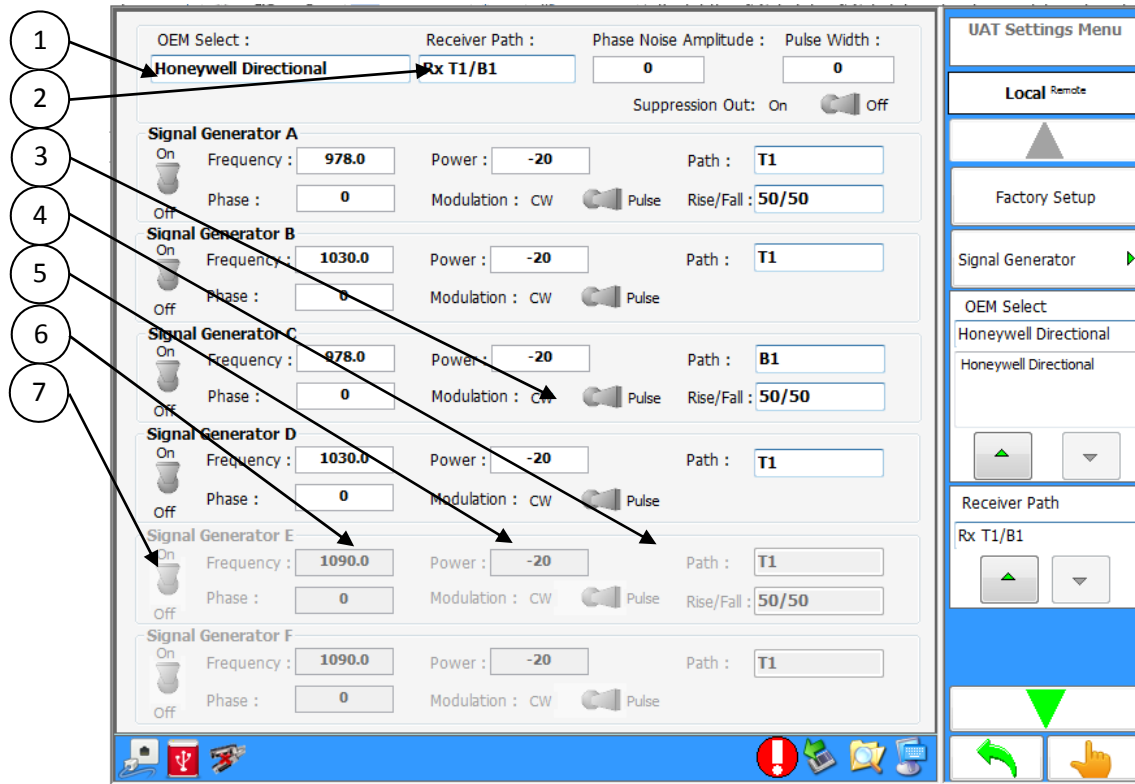 1
2
3
4
5
6
7
OEM Select :
Receiver Path :
Phase Noise Amplitude :
Pulse Width :
Honeywell Directional
Rx T1/B1
0
0
Suppression Out: On Off
Signal Generator A
On
Off
Frequency : 978.0 Power : -20 Path : T1
Phase : 0 Modulation : CW Pulse Rise/Fall : 50/50
Signal Generator B
On
Off
Frequency : 1030.0 Power : -20 Path : T1
Phase : 0 Modulation : CW Pulse
Signal Generator C
On
Off
Frequency : 978.0 Power : -20 Path : B1
Phase : 0 Modulation : CW Pulse Rise/Fall : 50/50
Signal Generator D
On
Off
Frequency : 1030.0 Power : -20 Path : T1
Phase : 0 Modulation : CW Pulse
Signal Generator E
On
Off
Frequency : 1090.0 Power : -20 Path : T1
Phase : 0 Modulation : CW Pulse Rise/Fall : 50/50
Signal Generator F
On
Off
Frequency : 1090.0 Power : -20 Path : T1
Phase : 0 Modulation : CW Pulse
UAT Settings Menu
Local Remote
Factory Setup
Signal Generator
OEM Select
Honeywell Directional
Honeywell Directional
Receiver Path
Rx T1/B1